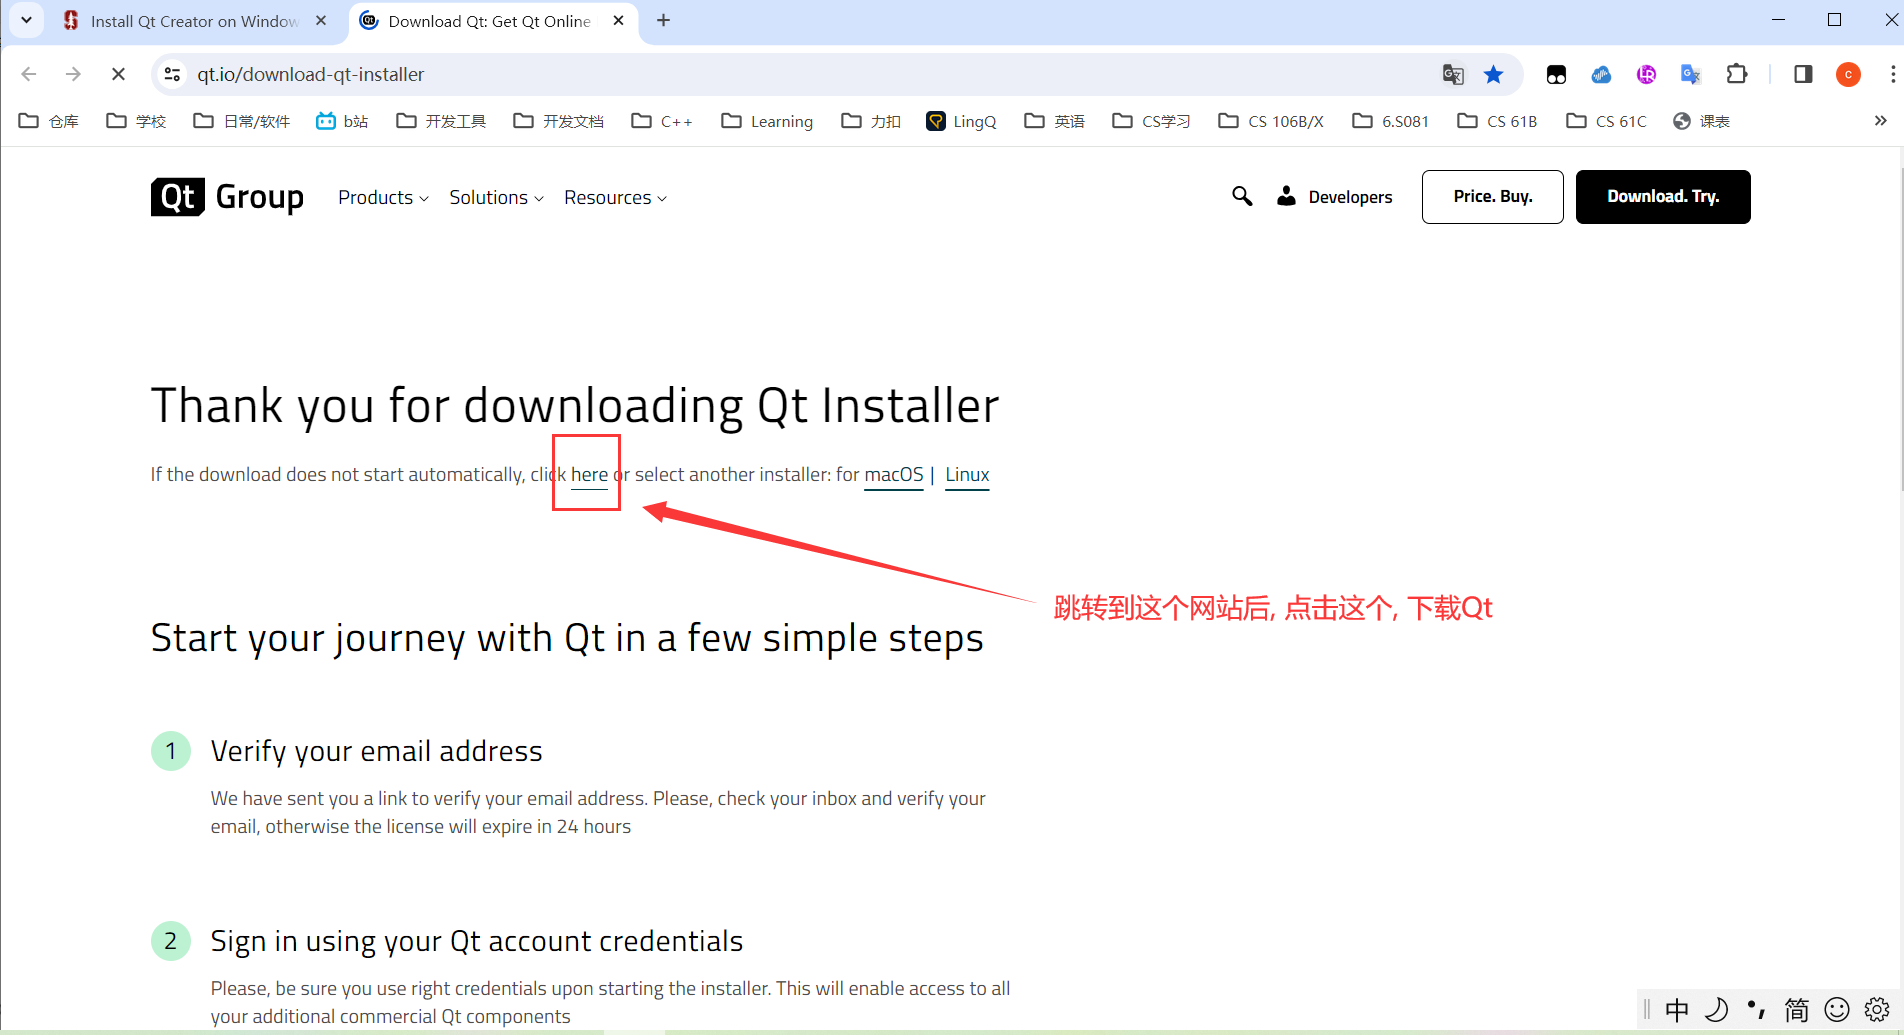 Install Qt Creator on Window
Download Qt: Get Qt Online
qt.io/download-qt-installer
C
仓库 学校 日常/软件 b站 开发工具 开发文档 C++ Learning 力扣 LingQ 英语 CS学习 CS 106B/X 6.S081 CS 61B CS 61C 课表
Qt Group Products Solutions Resources Developers Price. Buy. Download. Try.
Thank you for downloading Qt Installer
If the download does not start automatically, click here or select another installer: for macOS | Linux
跳转到这个网站后, 点击这个, 下载Qt
Start your journey with Qt in a few simple steps
1 Verify your email address
We have sent you a link to verify your email address. Please, check your inbox and verify your
email, otherwise the license will expire in 24 hours
2 Sign in using your Qt account credentials
Please, be sure you use right credentials upon starting the installer. This will enable access to all
your additional commercial Qt components
中 简